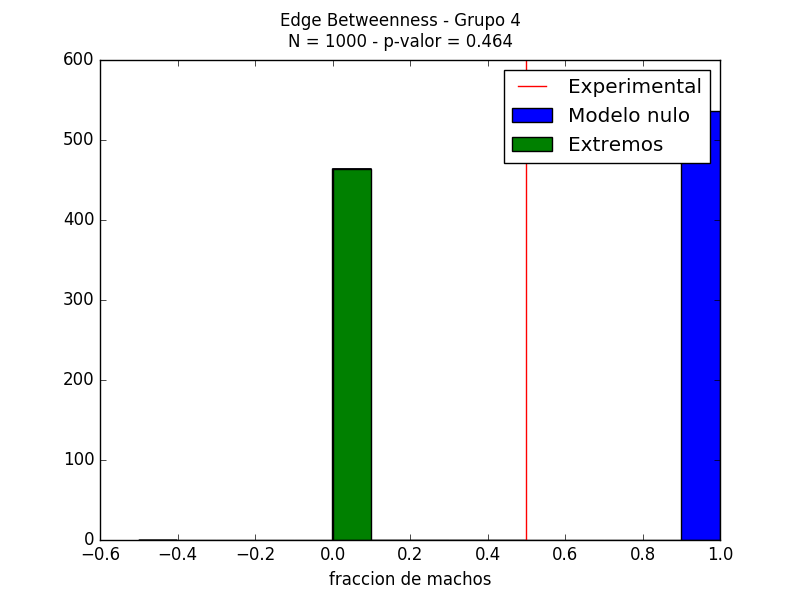 Edge Betweenness - Grupo 4
N = 1000 - p-valor = 0.464
600
500
400
300
200
100
0
Experimental
Modelo nulo
Extremos
−0.6 −0.4 −0.2 0.0 0.2 0.4 0.6 0.8 1.0
fraccion de machos